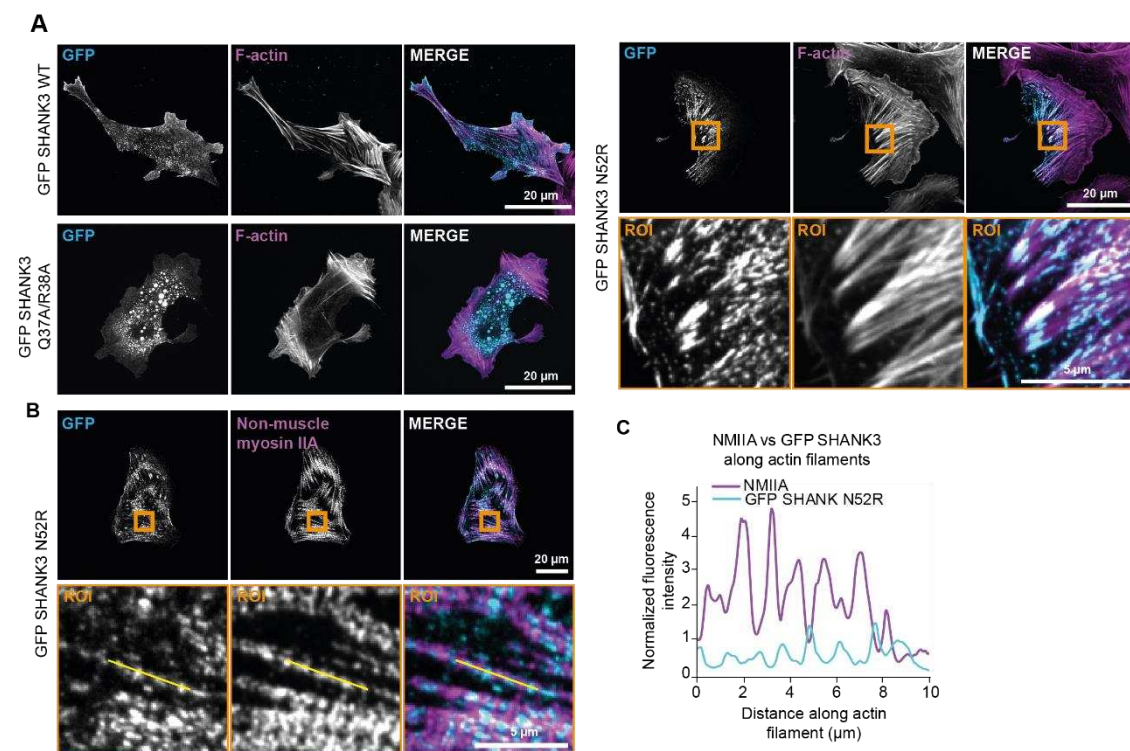 A
GFP SHANK3 WT
GFP
F-actin
MERGE
20 µm
GFP SHANK3
Q37A/R38A
GFP
F-actin
MERGE
20 µm
GFP SHANK3 N52R
GFP
F-actin
MERGE
20 µm
ROI
ROI
ROI
5 µm
B
GFP SHANK3 N52R
GFP
Non-muscle
myosin IIA
MERGE
20 µm
ROI
ROI
ROI
5 µm
C
NMIIA vs GFP SHANK3
along actin filaments
NMIIA
GFP SHANK N52R
Normalized fluorescence
intensity
5
4
3
2
1
0
0
2
4
6
8
10
Distance along actin
filament (µm)